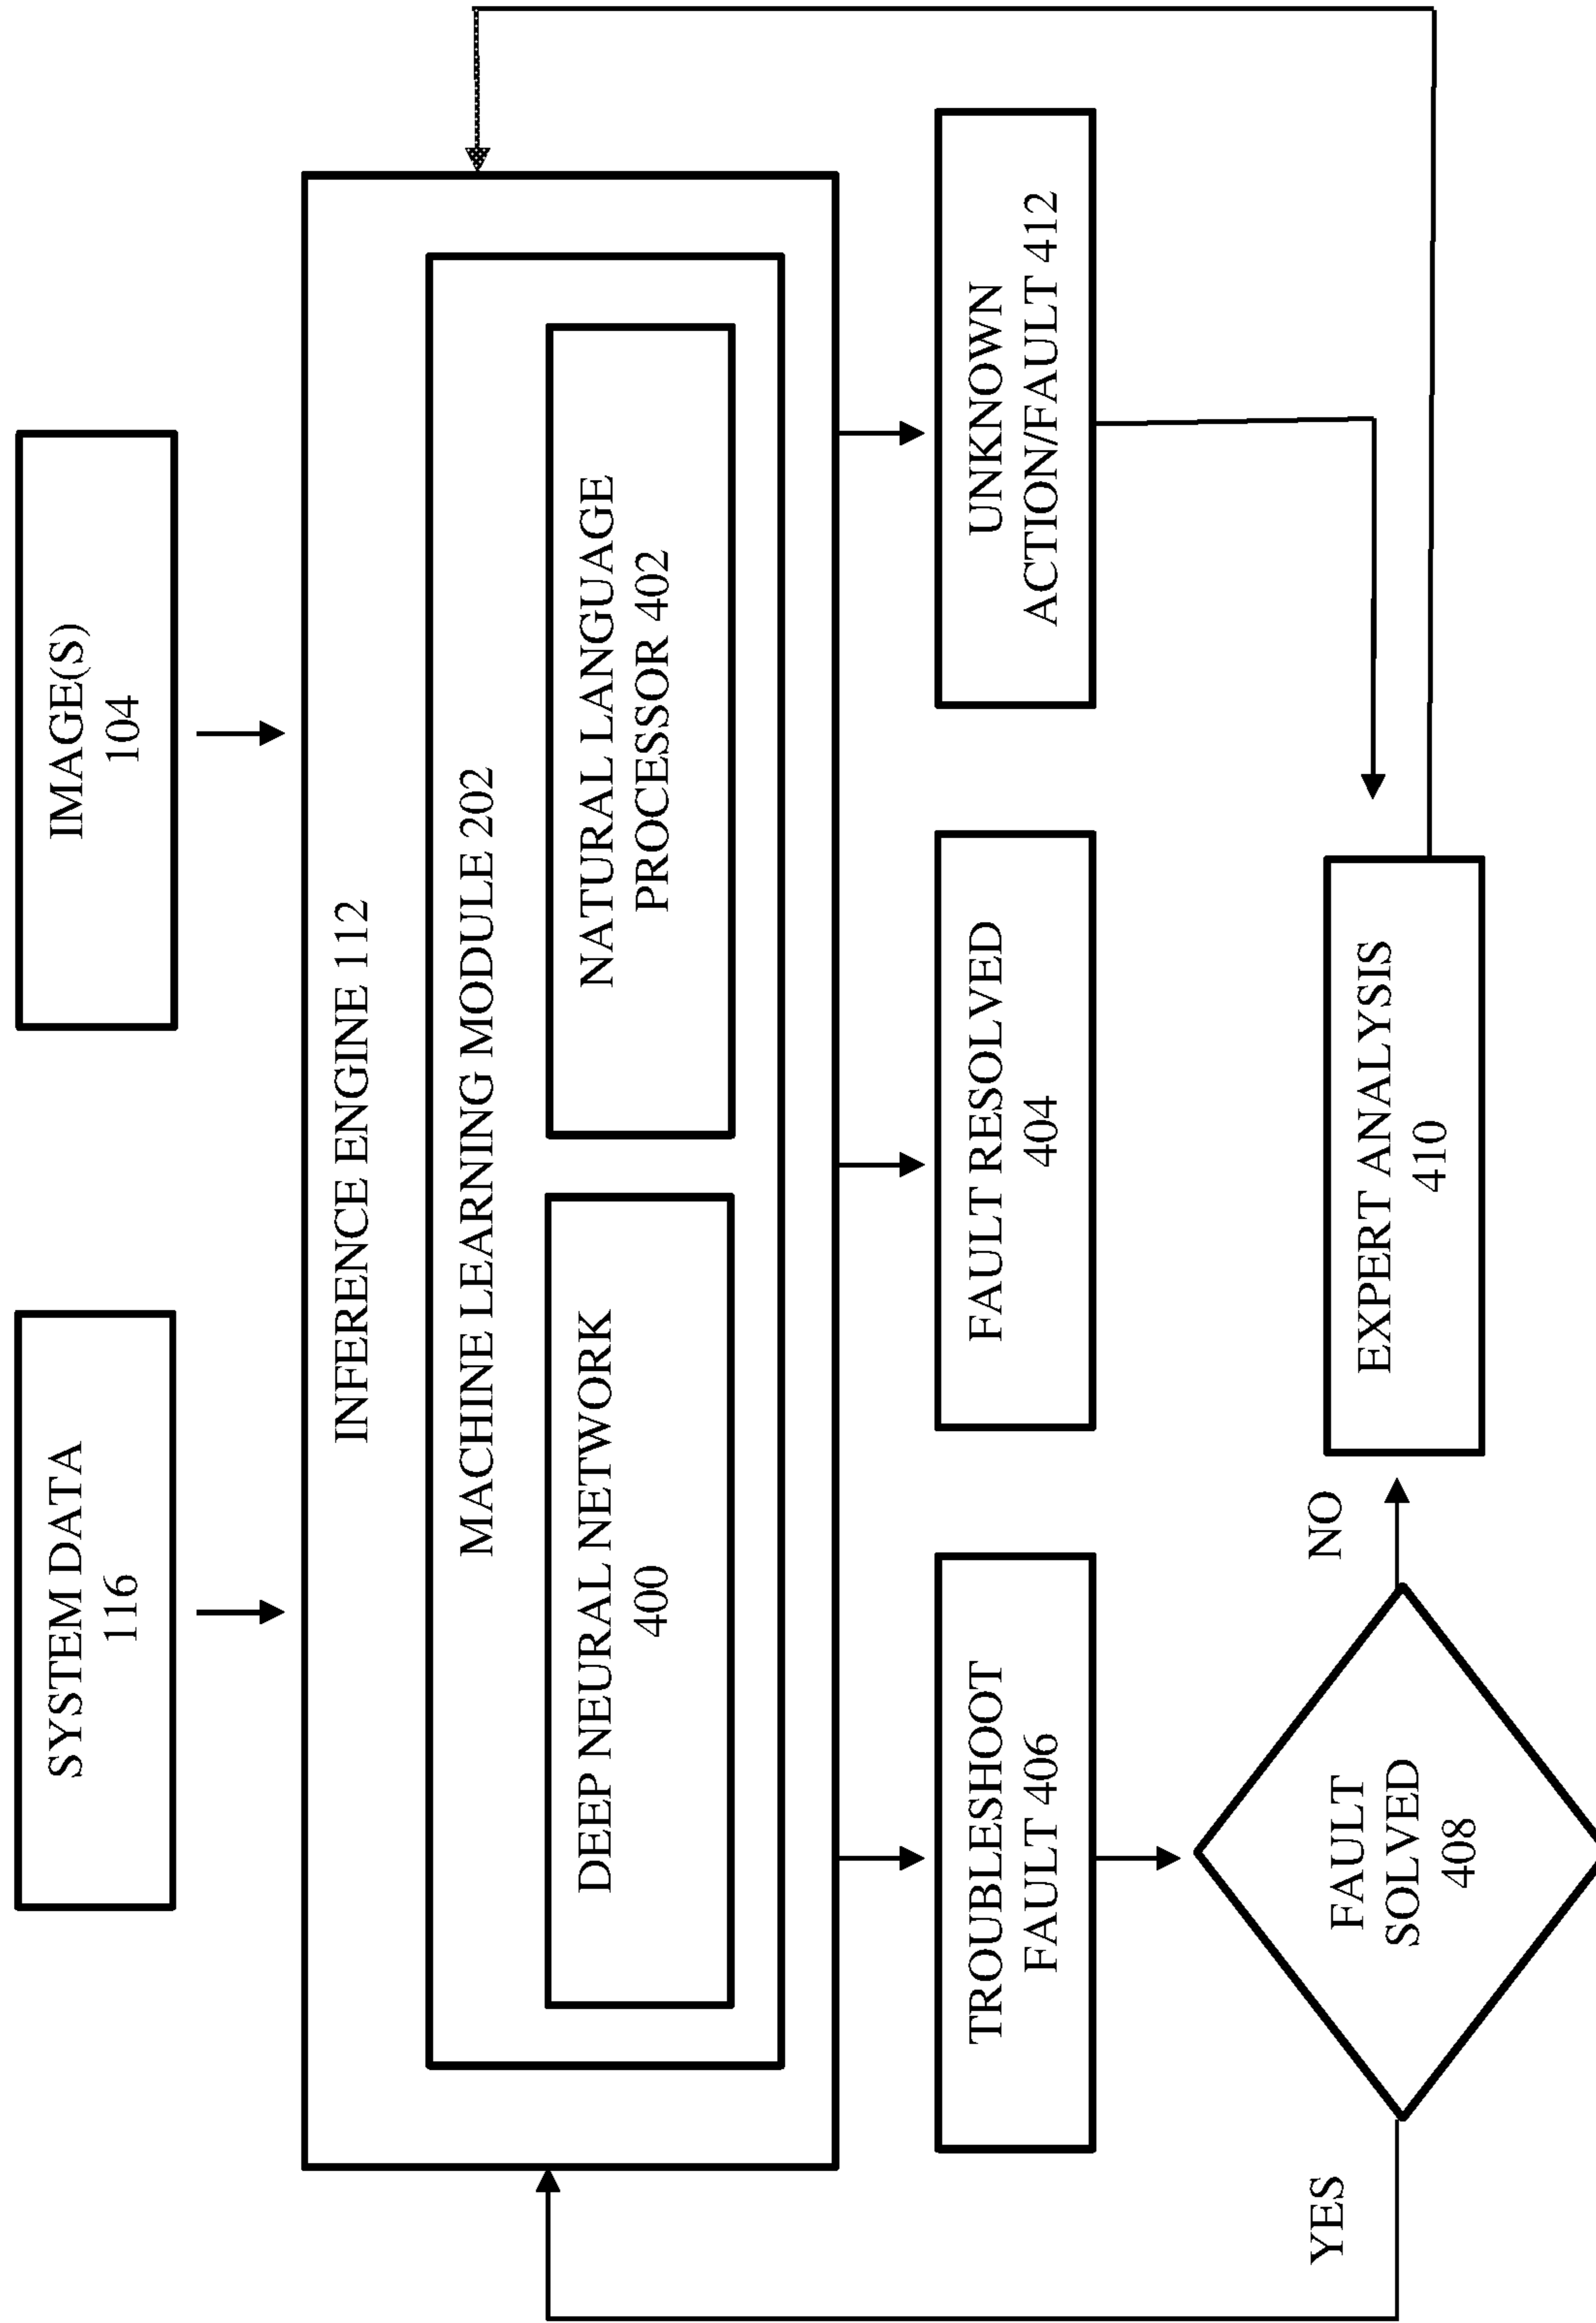 SYSTEM DATA
116
IMAGE(S)
104
INFERENCE ENGINE 112
MACHINE LEARNING MODULE 202
DEEP NEURAL NETWORK
400
NATURAL LANGUAGE
PROCESSOR 402
TROUBLESHOOT
FAULT 406
FAULT RESOLVED
404
UNKNOWN
ACTION/FAULT 412
YES
FAULT
SOLVED
408
NO
EXPERT ANALYSIS
410